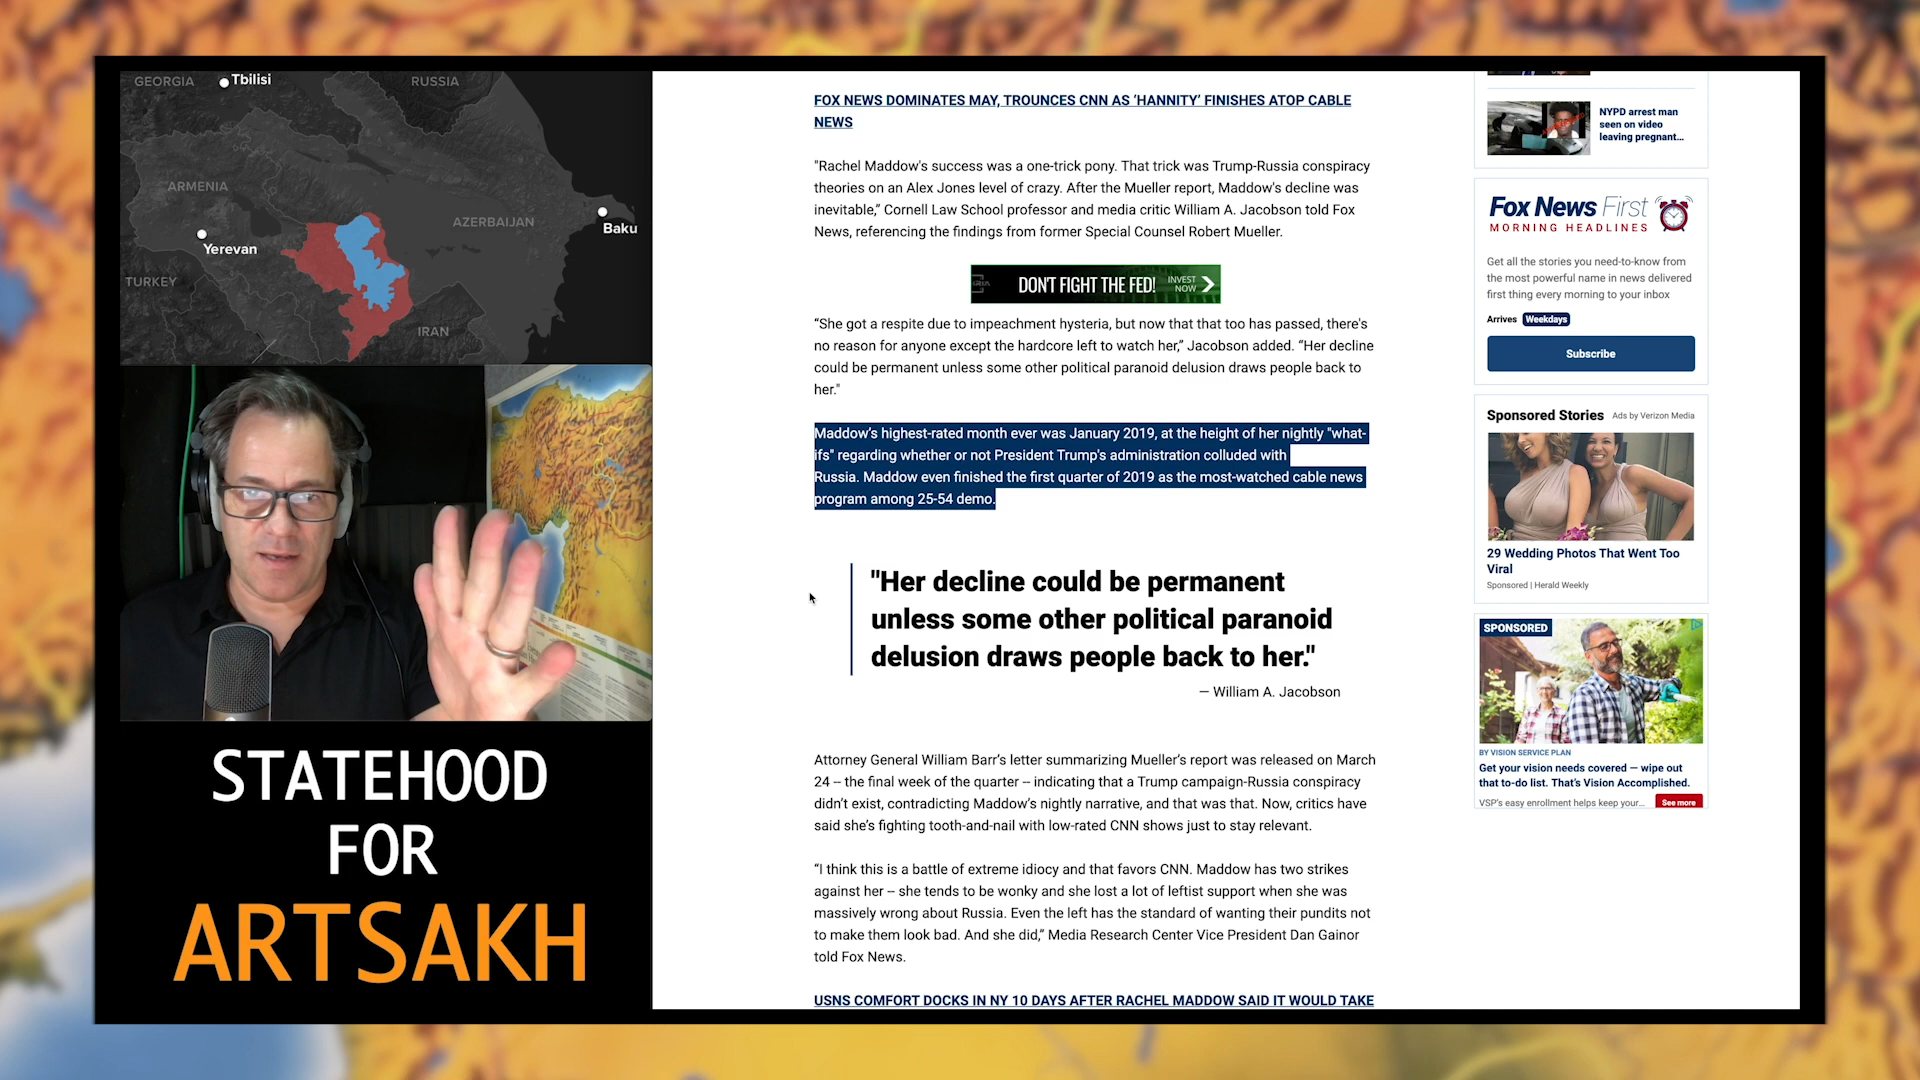 GEORGIA
Tbilisi
RUSSIA
ARMENIA
AZERBAIJAN
Baku
Yerevan
TURKEY
IRAN
STATEHOOD
FOR
ARTSAKH
FOX NEWS DOMINATES MAY, TROUNCES CNN AS ‘HANNITY’ FINISHES ATOP CABLE
NEWS
"Rachel Maddow's success was a one-trick pony. That trick was Trump-Russia conspiracy
theories on an Alex Jones level of crazy. After the Mueller report, Maddow's decline was
inevitable,” Cornell Law School professor and media critic William A. Jacobson told Fox
News, referencing the findings from former Special Counsel Robert Mueller.
DON'T FIGHT THE FED!
INVEST
NOW
“She got a respite due to impeachment hysteria, but now that that too has passed, there's
no reason for anyone except the hardcore left to watch her,” Jacobson added. “Her decline
could be permanent unless some other political paranoid delusion draws people back to
her."
Maddow’s highest-rated month ever was January 2019, at the height of her nightly "what-
ifs" regarding whether or not President Trump's administration colluded with
Russia. Maddow even finished the first quarter of 2019 as the most-watched cable news
program among 25-54 demo.
"Her decline could be permanent
unless some other political paranoid
delusion draws people back to her."
— William A. Jacobson
Attorney General William Barr’s letter summarizing Mueller’s report was released on March
24 -- the final week of the quarter -- indicating that a Trump campaign-Russia conspiracy
didn’t exist, contradicting Maddow’s nightly narrative, and that was that. Now, critics have
said she’s fighting tooth-and-nail with low-rated CNN shows just to stay relevant.
“I think this is a battle of extreme idiocy and that favors CNN. Maddow has two strikes
against her -- she tends to be wonky and she lost a lot of leftist support when she was
massively wrong about Russia. Even the left has the standard of wanting their pundits not
to make them look bad. And she did,” Media Research Center Vice President Dan Gainor
told Fox News.
USNS COMFORT DOCKS IN NY 10 DAYS AFTER RACHEL MADDOW SAID IT WOULD TAKE
NYPD arrest man
seen on video
leaving pregnant...
Fox News First
MORNING HEADLINES
Get all the stories you need-to-know from
the most powerful name in news delivered
first thing every morning to your inbox
Arrives Weekdays
Subscribe
Sponsored Stories
Ads by Verizon Media
29 Wedding Photos That Went Too
Viral
Sponsored | Herald Weekly
SPONSORED
BY VISION SERVICE PLAN
Get your vision needs covered — wipe out
that to-do list. That’s Vision Accomplished.
VSP’s easy enrollment helps keep your...
See more